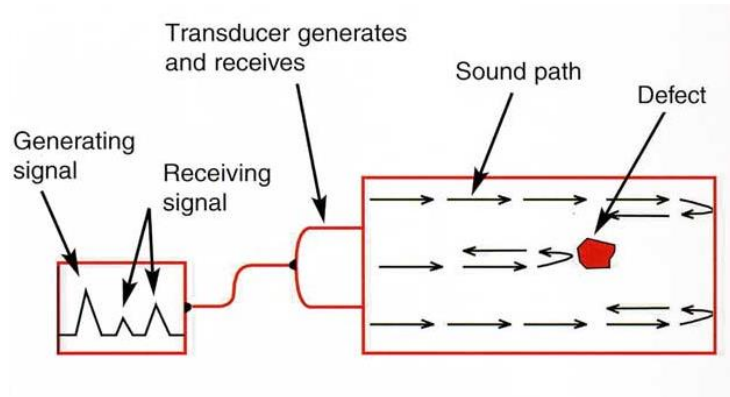 Transducer generates
and receives
Sound path
Defect
Generating
signal
Receiving
signal